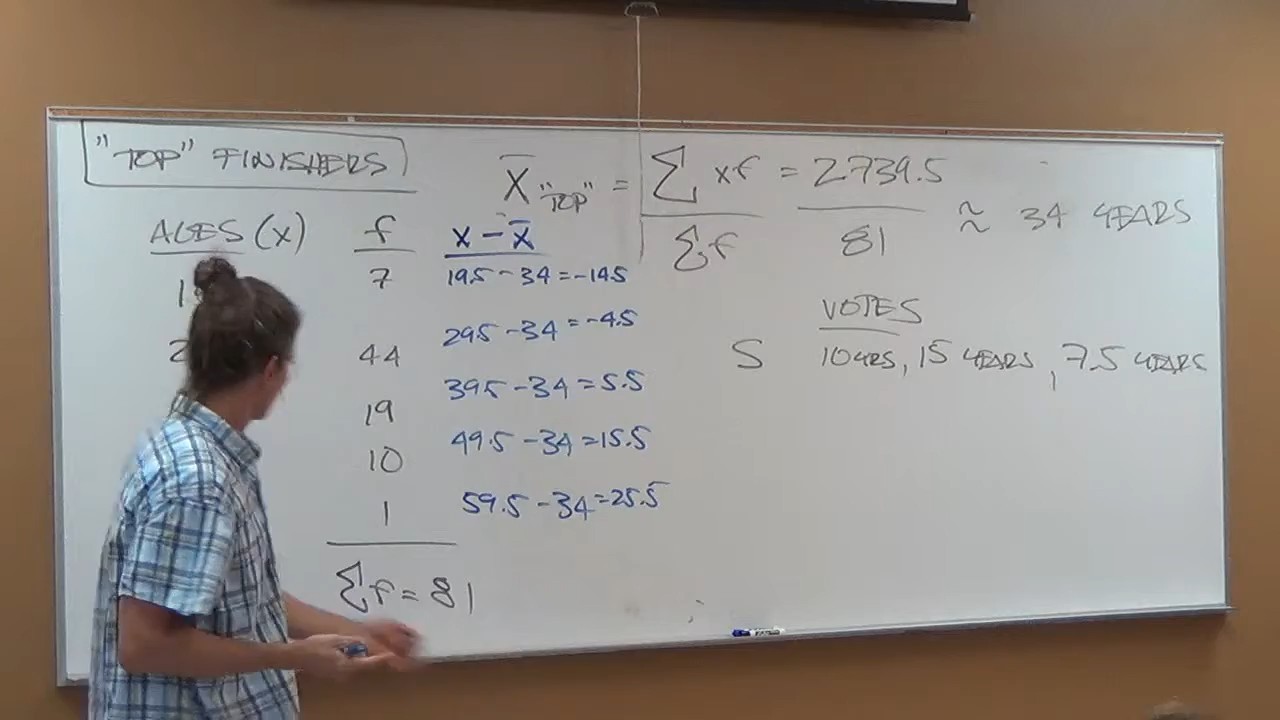 "TOP" FINISHERS
X̄ "TOP" = Σxf / Σf = 2739.5 / 81 ≈ 34 YEARS
AGES (x) f x - x̄
7 19.5 - 34 = -14.5
44 29.5 - 34 = -4.5
19 39.5 - 34 = 5.5
10 49.5 - 34 = 15.5
1 59.5 - 34 = 25.5
Σf = 81
VOTES
S 10 YRS, 15 YEARS, 7.5 YEARS